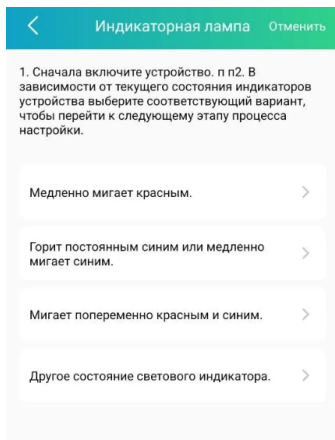 Индикаторная лампа Отменить
1. Сначала включите устройство. п п2. В
зависимости от текущего состояния индикаторов
устройства выберите соответствующий вариант,
чтобы перейти к следующему этапу процесса
настройки.
Медленно мигает красным.
Горит постоянным синим или медленно
мигает синим.
Мигает попеременно красным и синим.
Другое состояние светового индикатора.